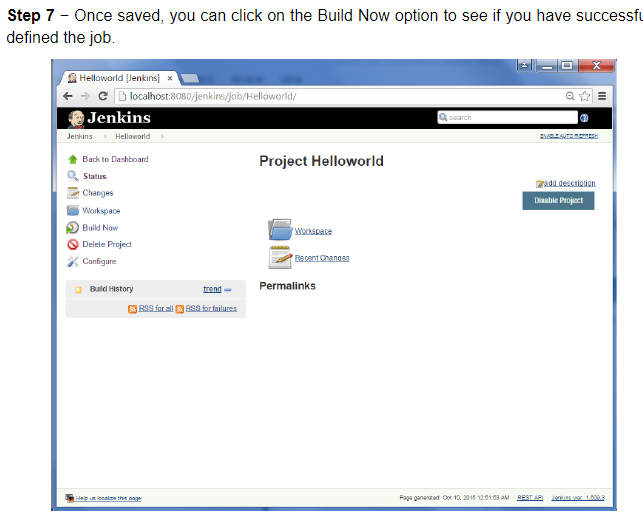 Step 7 – Once saved, you can click on the Build Now option to see if you have successfu
defined the job.
Helloworld [Jenkins] x
localhost:8080/jenkins/job/Helloworld/
Jenkins
search
Jenkins Helloworld
ENABLE AUTO REFRESH
Back to Dashboard
Status
Changes
Workspace
Build Now
Delete Project
Configure
Build History trend
RSS for all RSS for failures
Project Helloworld
add description
Disable Project
Workspace
Recent Changes
Permalinks
Help us localize this page
Page generated: Oct 10, 2015 12:51:53 AM REST API Jenkins ver. 1.609.3